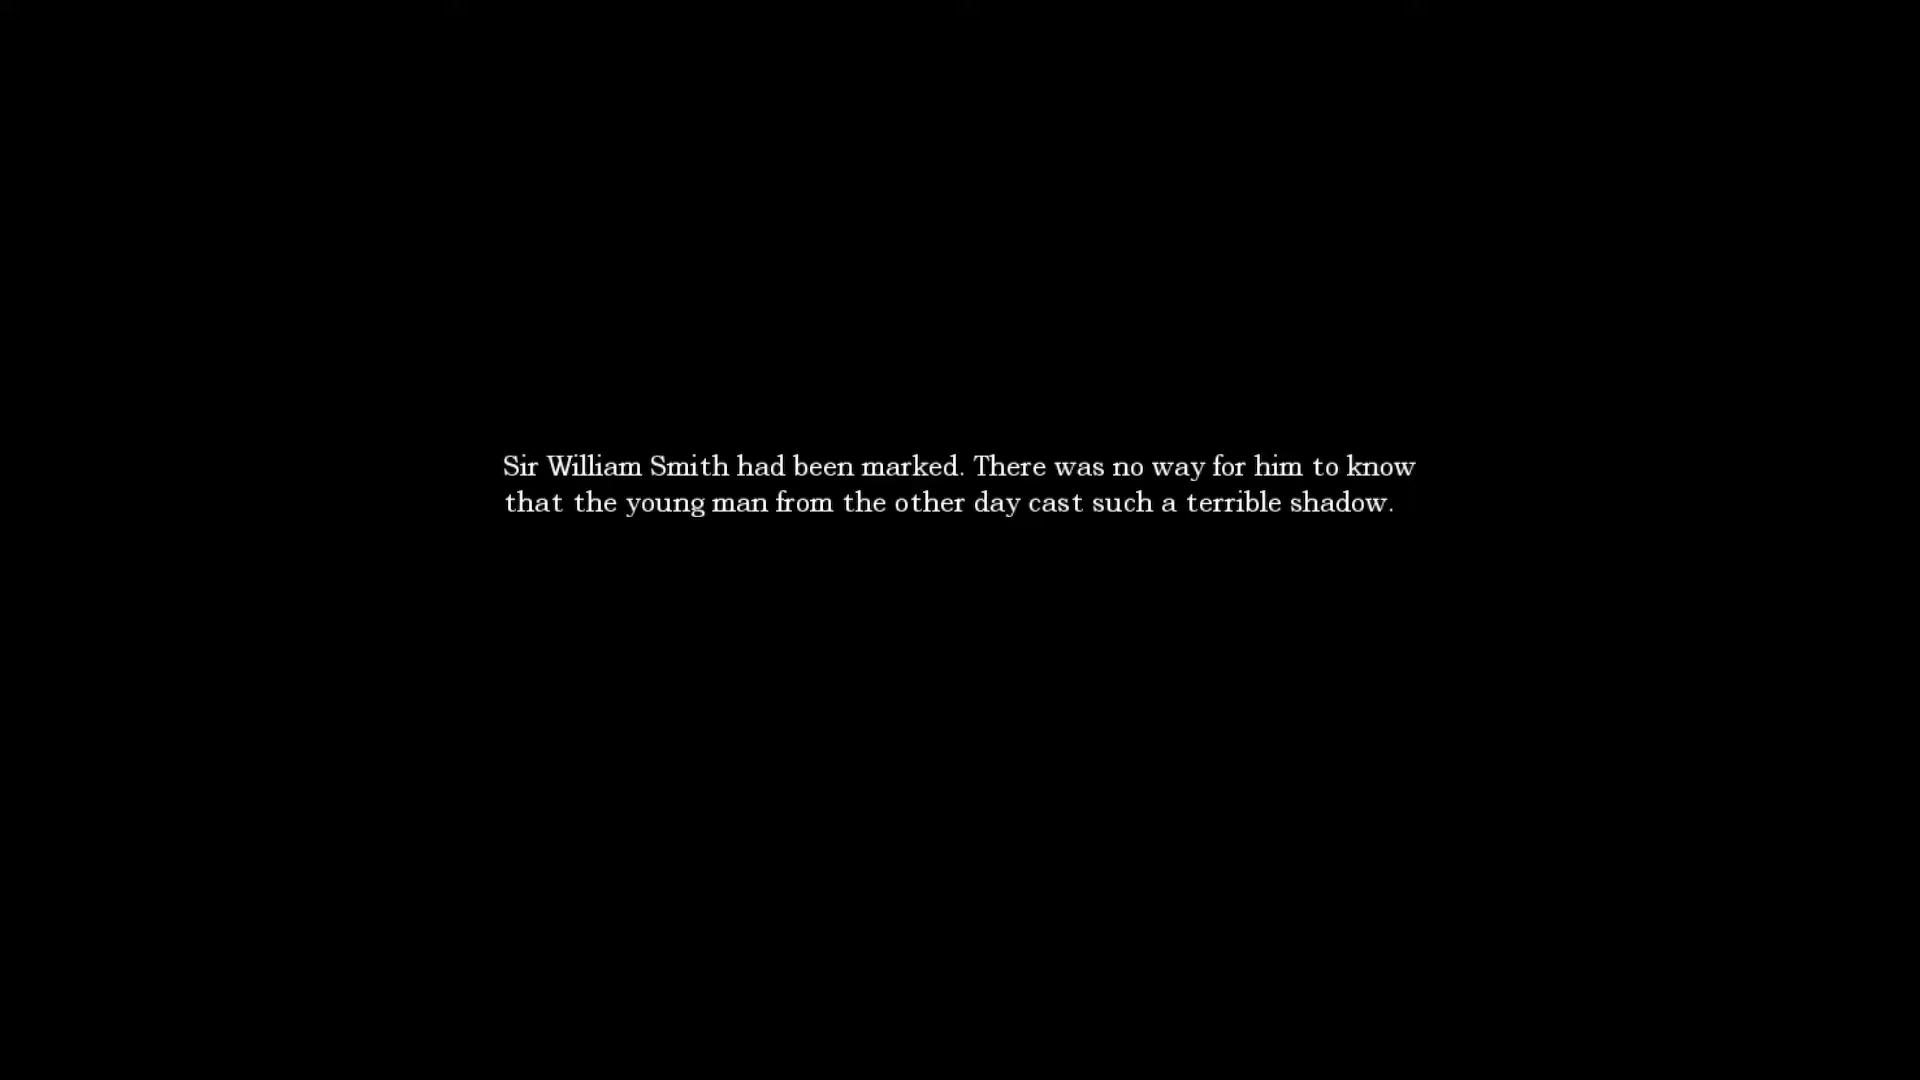 Sir William Smith had been marked. There was no way for him to know
that the young man from the other day cast such a terrible shadow.